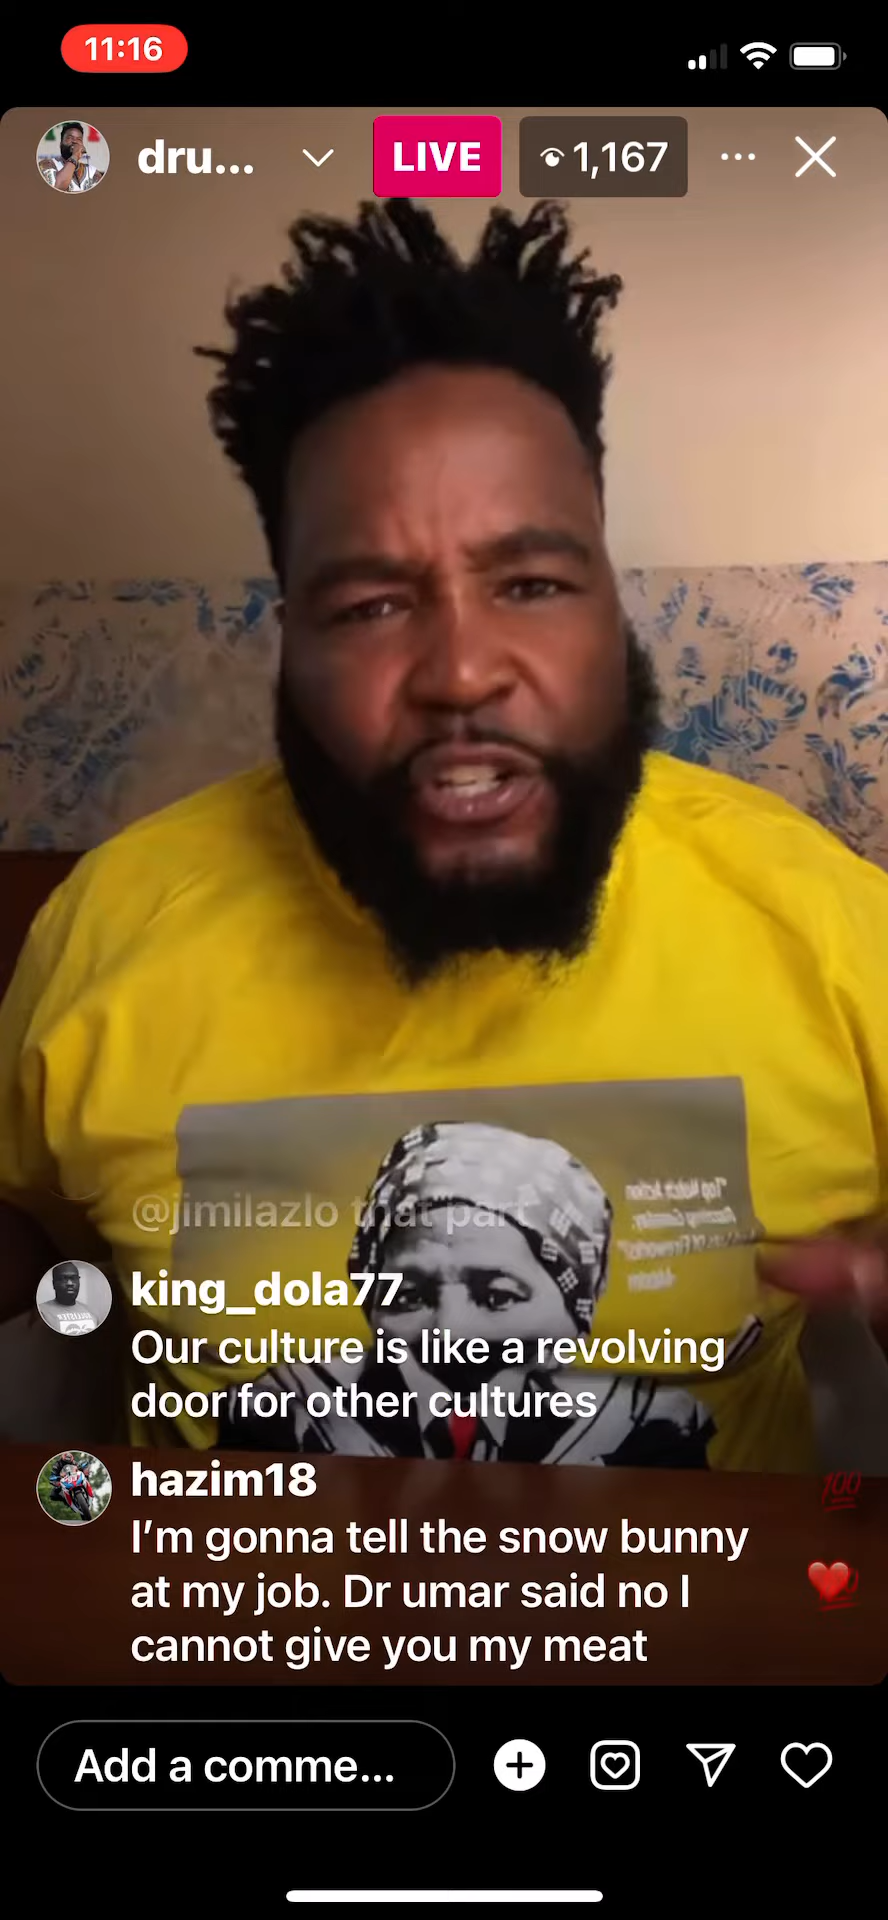 11:16
dru...
LIVE
1,167
@jimilazlo that part
king_dola77
Our culture is like a revolving
door for other cultures
hazim18
I’m gonna tell the snow bunny
at my job. Dr umar said no I
cannot give you my meat
100
Add a comme...